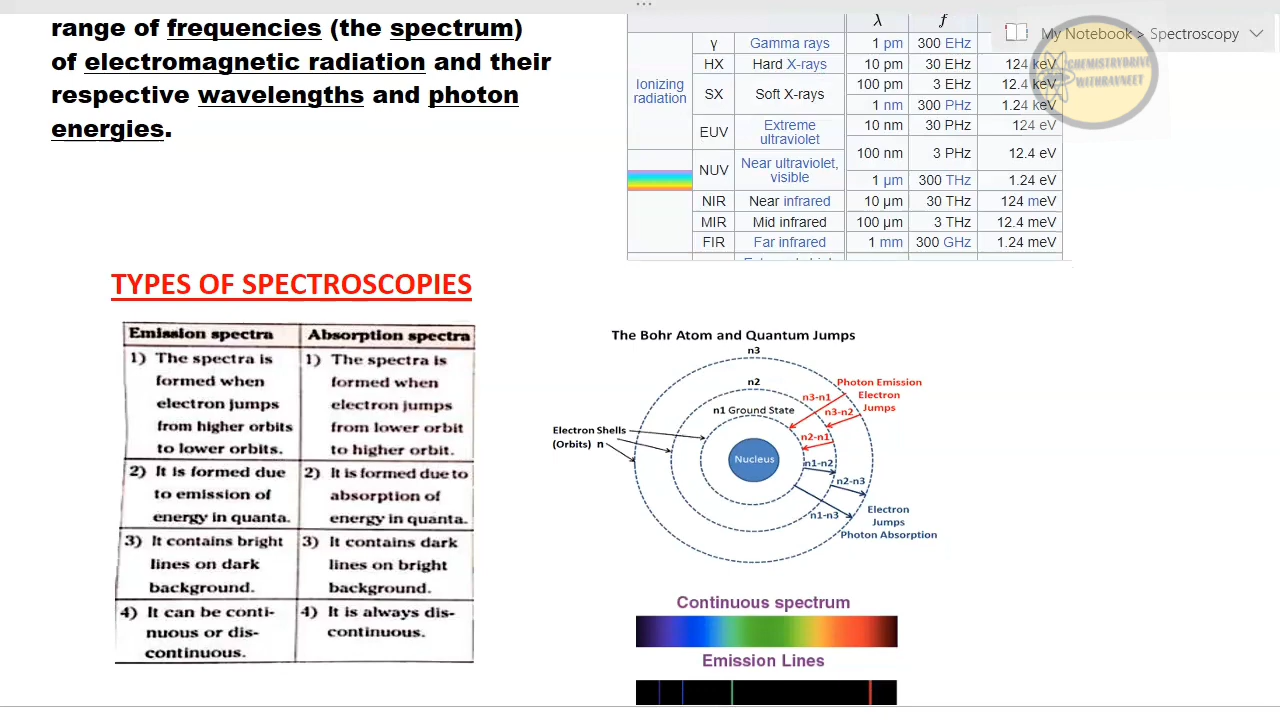 range of frequencies (the spectrum)
of electromagnetic radiation and their
respective wavelengths and photon
energies.
λ f
γ Gamma rays 1 pm 300 EHz
HX Hard X-rays 10 pm 30 EHz 124 keV
Ionizing
radiation
SX Soft X-rays 100 pm 3 EHz 12.4 keV
1 nm 300 PHz 1.24 keV
EUV Extreme
ultraviolet
10 nm 30 PHz 124 eV
100 nm 3 PHz 12.4 eV
NUV Near ultraviolet,
visible
1 µm 300 THz 1.24 eV
NIR Near infrared 10 µm 30 THz 124 meV
MIR Mid infrared 100 µm 3 THz 12.4 meV
FIR Far infrared 1 mm 300 GHz 1.24 meV
My Notebook > Spectroscopy
CHEMISTRYDRIVE
WITHRAVNEET
TYPES OF SPECTROSCOPIES
Emission spectra
1) The spectra is
formed when
electron jumps
from higher orbits
to lower orbits.
2) It is formed due
to emission of
energy in quanta.
3) It contains bright
lines on dark
background.
4) It can be conti-
nuous or dis-
continuous.
Absorption spectra
1) The spectra is
formed when
electron jumps
from lower orbit
to higher orbit.
2) It is formed due to
absorption of
energy in quanta.
3) It contains dark
lines on bright
background.
4) It is always dis-
continuous.
The Bohr Atom and Quantum Jumps
n3
n2
n1 Ground State
Electron Shells
(Orbits) n
Nucleus
Photon Emission
Electron
Jumps
n3-n1
n3-n2
n2-n1
n1-n2
n2-n3
n1-n3
Electron
Jumps
Photon Absorption
Continuous spectrum
Emission Lines